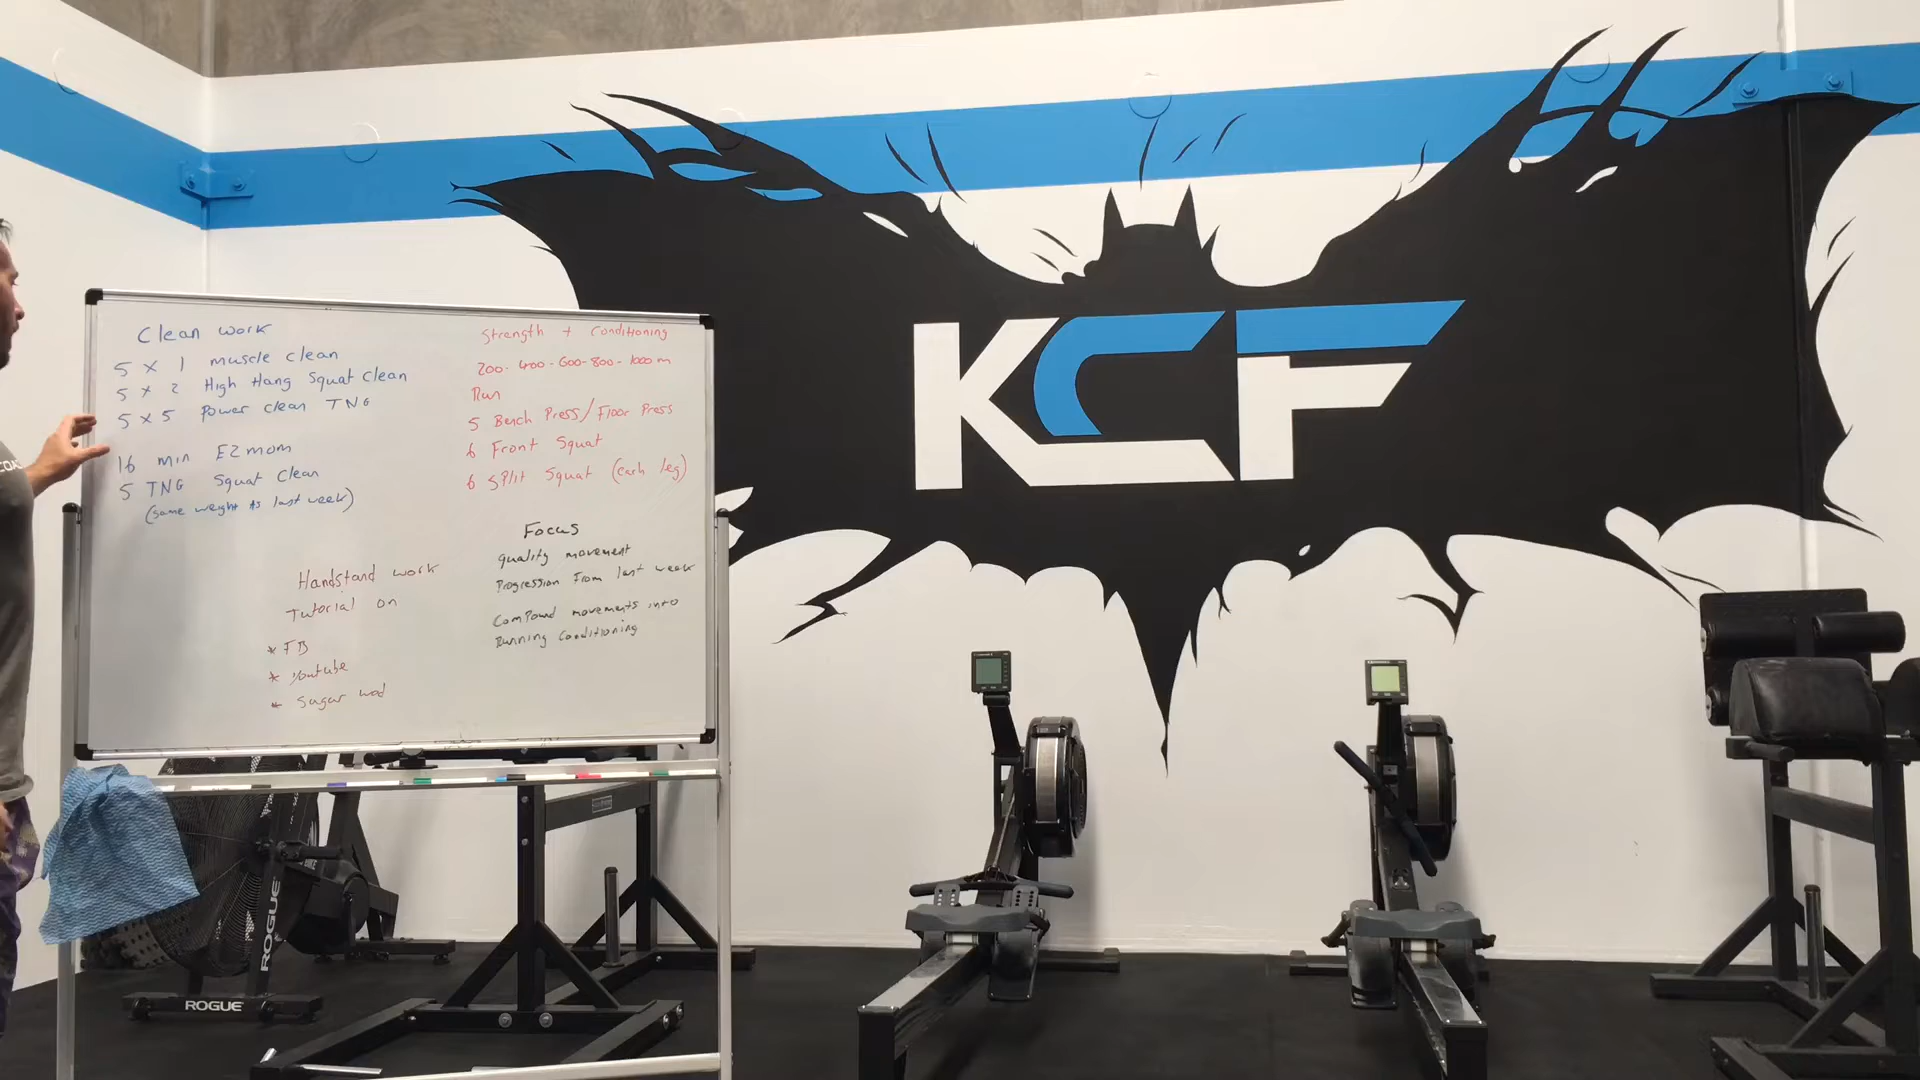 Clean work
5 x 1 muscle clean
5 x 2 High Hang Squat Clean
5 x 5 Power clean TNG
16 min E2mom
5 TNG Squat Clean
(same weight as last week)
Strength + Conditioning
200-400-600-800-1000m
Run
5 Bench Press/Floor Press
6 Front Squat
6 Split Squat (each leg)
Focus
quality movement
Progression From last week
Compound movements into
Running Conditioning
Handstand work
Tutorial on
* FB
* Youtube
* Sugar wod
KCF
ROGUE
ROGUE